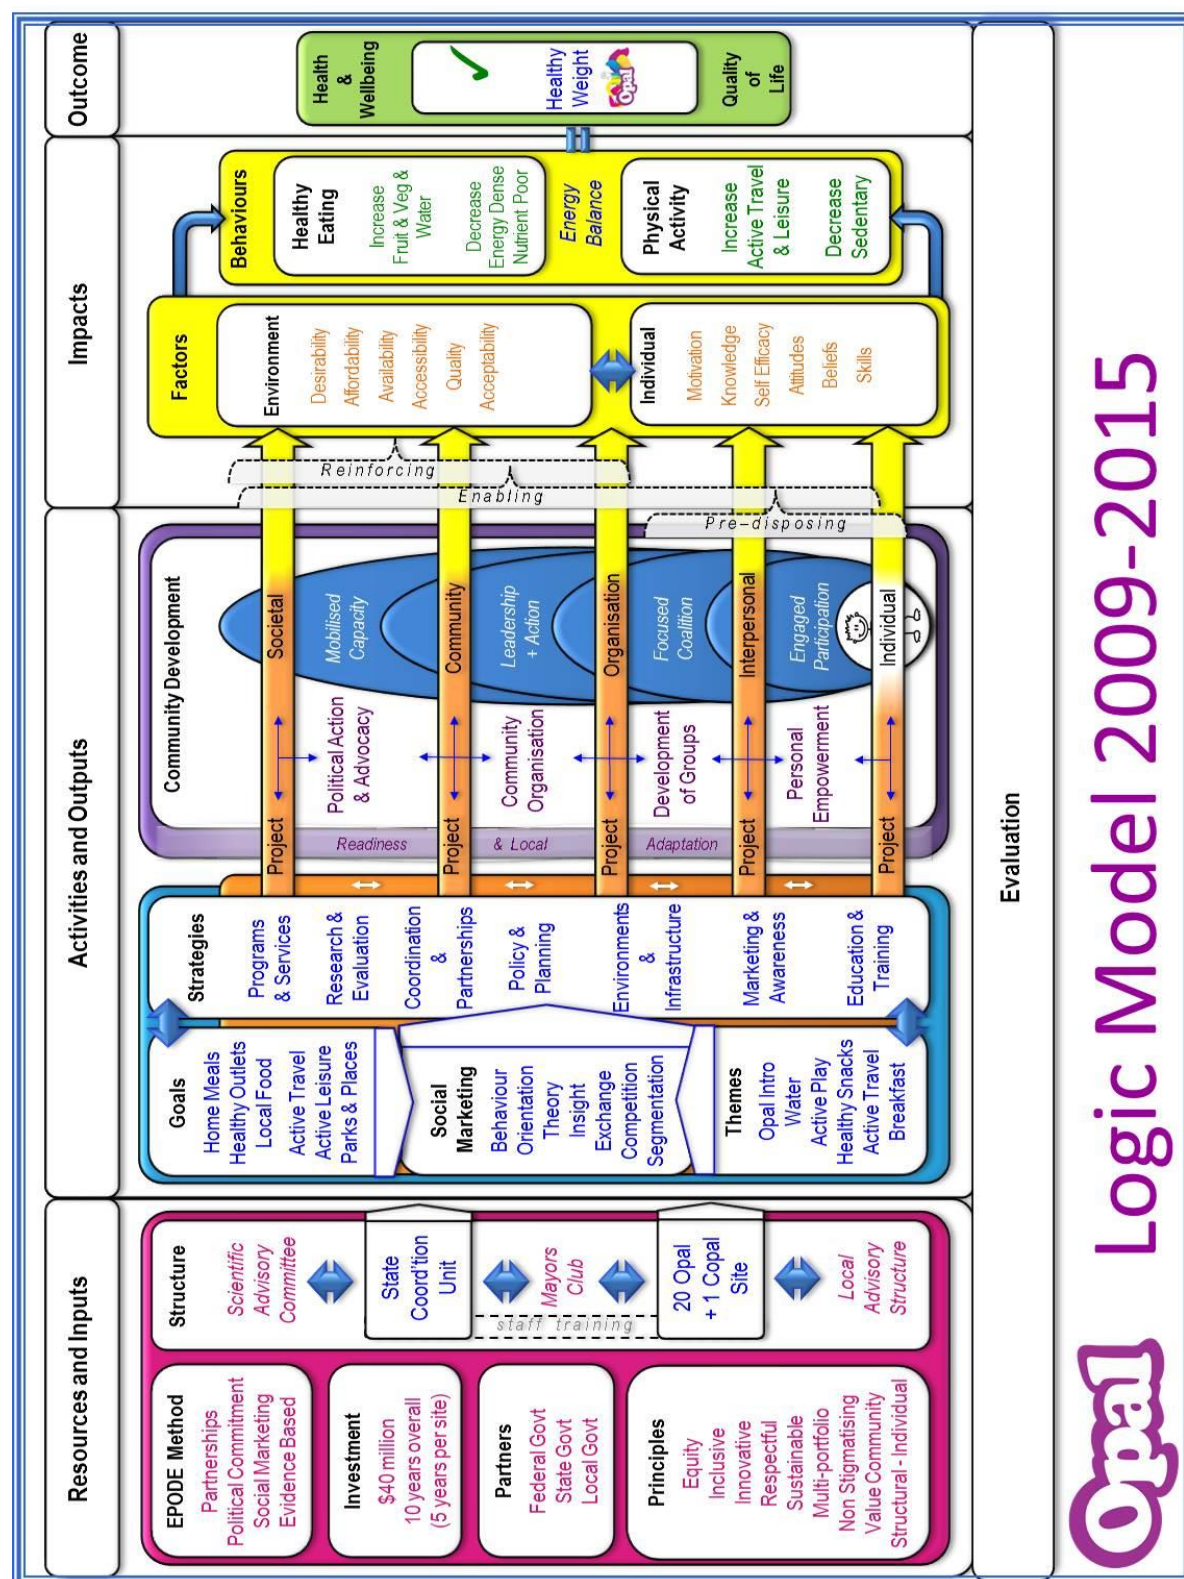 Resources and Inputs
Activities and Outputs
Impacts
Outcome
EPODE Method
Partnerships
Political Commitment
Social Marketing
Evidence Based
Investment
$40 million
10 years overall
(5 years per site)
Partners
Federal Govt
State Govt
Local Govt
Principles
Equity
Inclusive
Innovative
Respectful
Sustainable
Multi-potfolio
Non Stigmatising
Value Community
Structural - Individual
Structure
Scientific
Advisory
Committee
State
Coord'tion
Unit
Mayors
Club
staff training
20 Opal
+ 1 Copal
Site
Local
Advisory
Structure
Goals
Home Meals
Healthy Outlets
Local Food
Active Travel
Active Leisure
Parks & Places
Social
Marketing
Behaviour
Orientation
Theory
Insight
Exchange
Competition
Segmentation
Themes
Opal Intro
Water
Active Play
Healthy Snacks
Active Travel
Breakfast
Strategies
Programs
& Services
Research &
Evaluation
Coordination
&
Partnerships
Policy &
Planning
Environments
&
Infrastructure
Marketing &
Awareness
Education &
Training
Community Development
Readiness
& Local
Adaptation
Project
Societal
Project
Community
Project
Organisation
Project
Interpersonal
Project
Individual
Political Action
& Advocacy
Community
Organisation
Development
of Groups
Personal
Empowerment
Mobilised
Capacity
Leadership
+ Action
Focused
Coalition
Engaged
Participation
Reinforcing
Enabling
Pre-disposing
Factors
Environment
Desirability
Affordability
Availability
Accessibility
Quality
Acceptability
Individual
Motivation
Knowledge
Self Efficacy
Attitudes
Beliefs
Skills
Behaviours
Healthy
Eating
Increase
Fruit & Veg &
Water
Decrease
Energy Dense
Nutrient Poor
Energy
Balance
Physical
Activity
Increase
Active Travel
& Leisure
Decrease
Sedentary
Health
&
Wellbeing
Healthy
Weight
Opal
Quality
of
Life
Evaluation
Opal
Logic Model 2009-2015